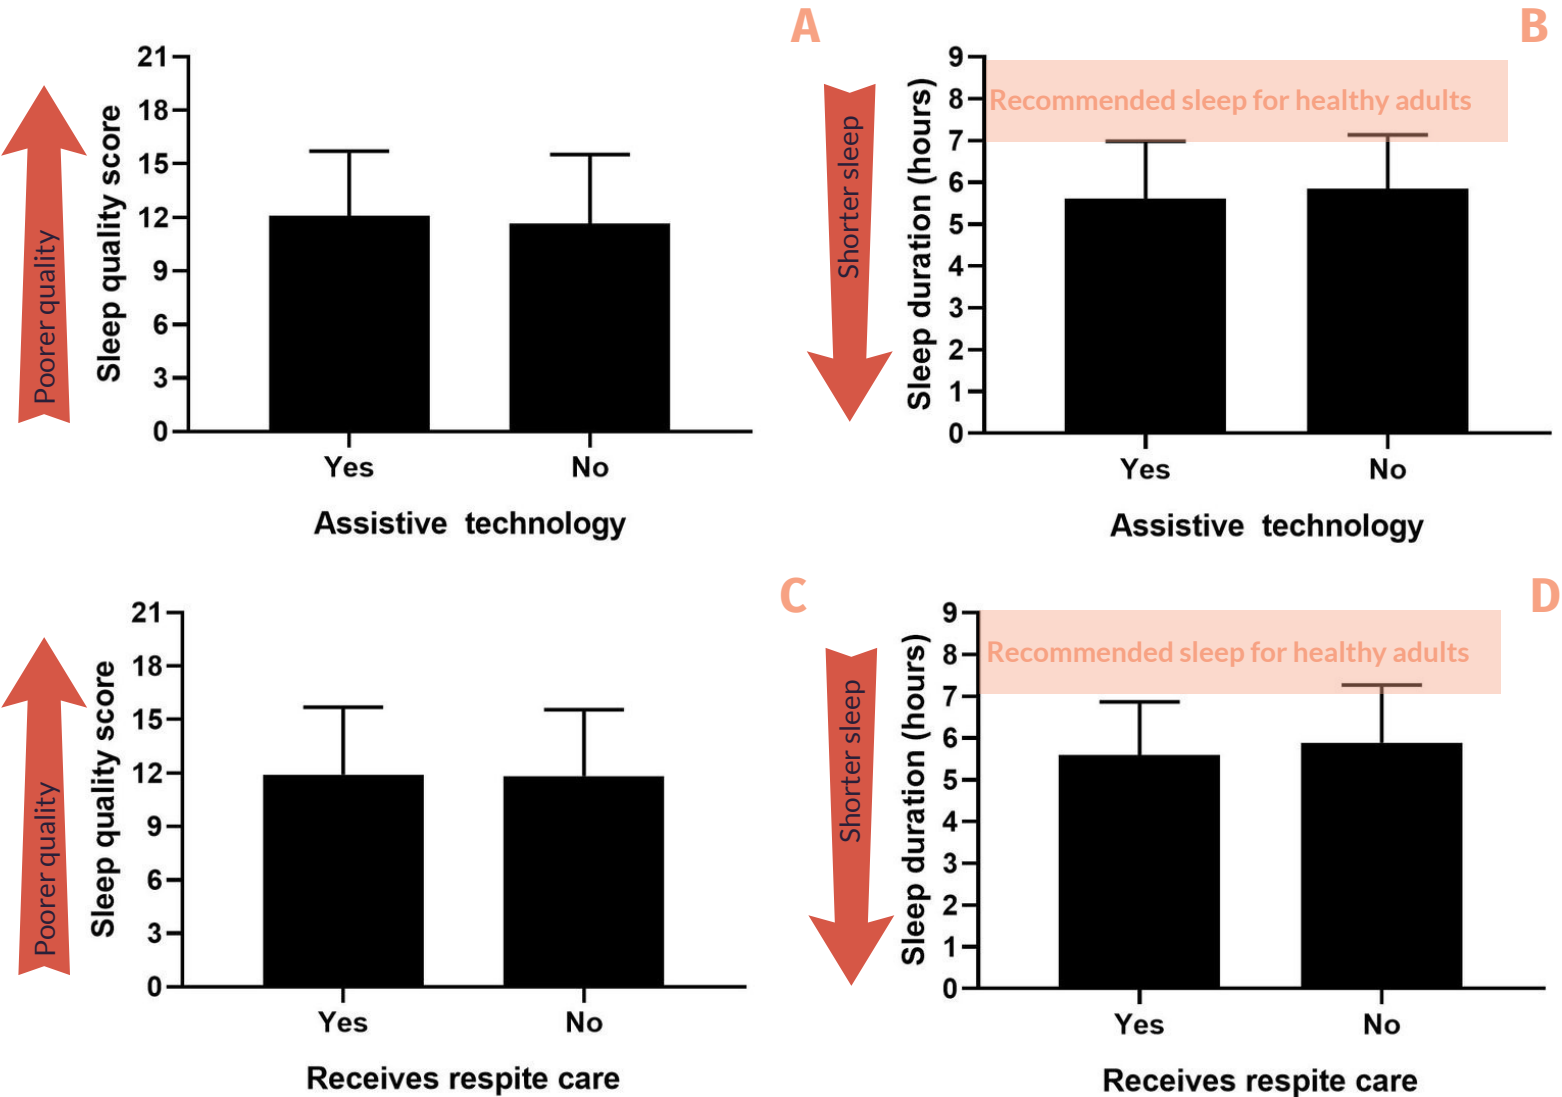 A
21
18
15
12
9
6
3
0
Sleep quality score
Poorer quality
Yes
No
Assistive technology
B
9
8
7
6
5
4
3
2
1
0
Sleep duration (hours)
Shorter sleep
Recommended sleep for healthy adults
Yes
No
Assistive technology
C
21
18
15
12
9
6
3
0
Sleep quality score
Poorer quality
Yes
No
Receives respite care
D
9
8
7
6
5
4
3
2
1
0
Sleep duration (hours)
Shorter sleep
Recommended sleep for healthy adults
Yes
No
Receives respite care